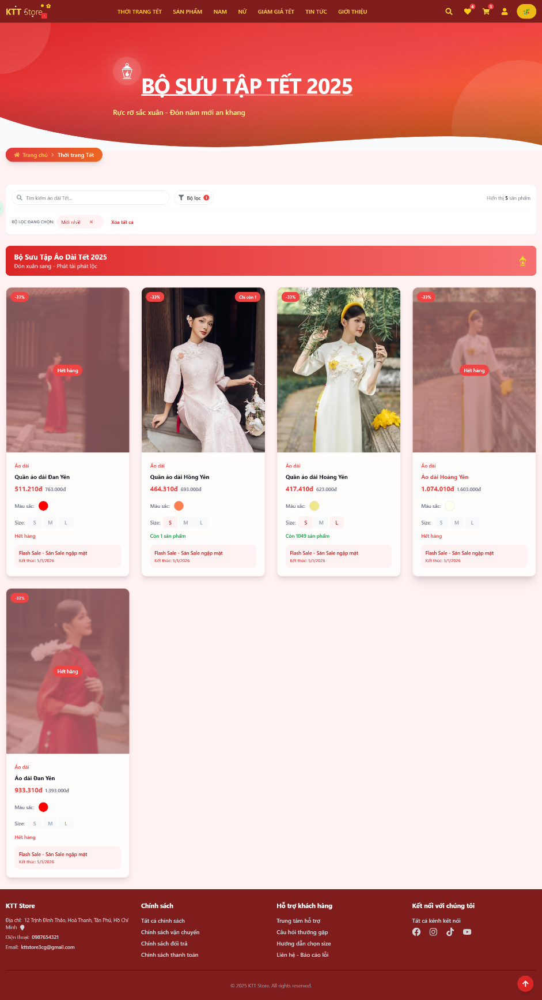 KTT Store
THỜI TRANG TẾT SẢN PHẨM NAM NỮ GIẢM GIÁ TẾT TIN TỨC GIỚI THIỆU
4 3
BỘ SƯU TẬP TẾT 2025
Rực rỡ sắc xuân - Đón năm mới an khang
Trang chủ Thời trang Tết
Tìm kiếm áo dài Tết... Bộ lọc 1 Hiển thị 5 sản phẩm
BỘ LỌC ĐANG CHỌN: Mới nhất Xóa tất cả
Bộ Sưu Tập Áo Dài Tết 2025
Đón xuân sang - Phát tài phát lộc
-33%
Hết hàng
Áo dài
Quần áo dài Đan Yên
511.210đ 763.000đ
Màu sắc:
Size: S M L
Hết hàng
Flash Sale - Săn Sale ngập mặt
Kết thúc: 5/1/2026
-33% Chỉ còn 1
Áo dài
Quần áo dài Hồng Yên
464.310đ 693.000đ
Màu sắc:
Size: S M L
Còn 1 sản phẩm
Flash Sale - Săn Sale ngập mặt
Kết thúc: 5/1/2026
-33%
Áo dài
Quần áo dài Hoàng Yên
417.410đ 623.000đ
Màu sắc:
Size: S M L
Còn 1049 sản phẩm
Flash Sale - Săn Sale ngập mặt
Kết thúc: 5/1/2026
-33%
Hết hàng
Áo dài
Áo dài Hoàng Yên
1.074.010đ 1.603.000đ
Màu sắc:
Size: S M L
Hết hàng
Flash Sale - Săn Sale ngập mặt
Kết thúc: 5/1/2026
-33%
Hết hàng
Áo dài
Áo dài Đan Yên
933.310đ 1.393.000đ
Màu sắc:
Size: S M L
Hết hàng
Flash Sale - Săn Sale ngập mặt
Kết thúc: 5/1/2026
KTT Store
Địa chỉ: 12 Trịnh Đình Thảo, Hoà Thanh, Tân Phú, Hồ Chí
Minh
Điện thoại: 0987654321
Email: kttstore3cg@gmail.com
Chính sách
Tất cả chính sách
Chính sách vận chuyển
Chính sách đổi trả
Chính sách thanh toán
Hỗ trợ khách hàng
Trung tâm hỗ trợ
Câu hỏi thường gặp
Hướng dẫn chọn size
Liên hệ - Báo cáo lỗi
Kết nối với chúng tôi
Tất cả kênh kết nối
© 2025 KTT Store. All rights reserved.